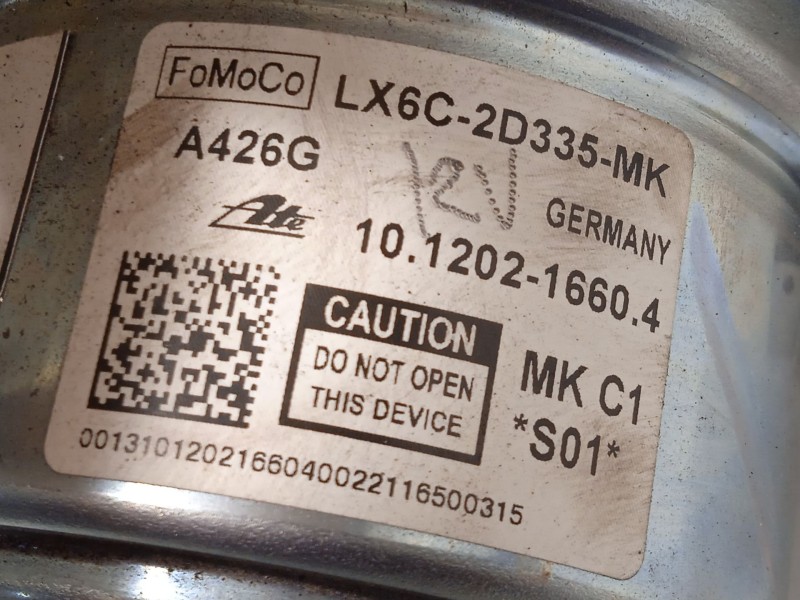 FoMoCo LX6C-2D335-MK
A426G
GERMANY
Ate 10.1202-1660.4
CAUTION
DO NOT OPEN
THIS DEVICE
MK C1
*S01*
00131012021660400022116500315